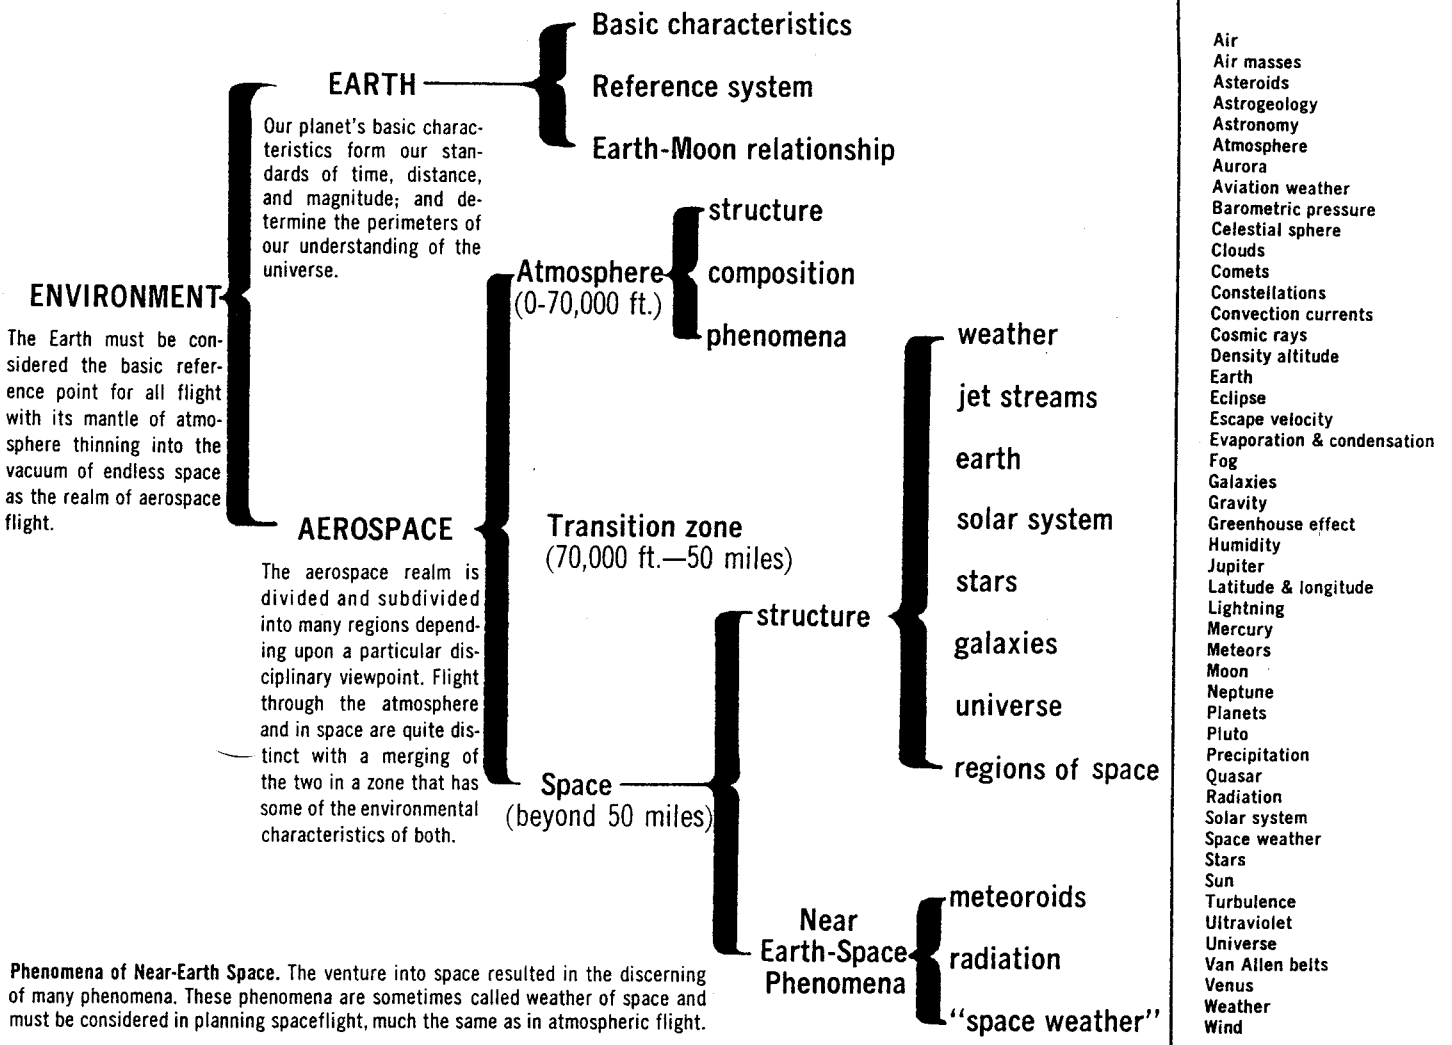 Basic characteristics
EARTH
Reference system
Earth-Moon relationship
Our planet's basic charac-
teristics form our stan-
dards of time, distance,
and magnitude; and de-
termine the perimeters of
our understanding of the
universe.
ENVIRONMENT
The Earth must be con-
sidered the basic refer-
ence point for all flight
with its mantle of atmo-
sphere thinning into the
vacuum of endless space
as the realm of aerospace
flight.
structure
Atmosphere
(0-70,000 ft.)
composition
phenomena
AEROSPACE
The aerospace realm is
divided and subdivided
into many regions depend-
ing upon a particular dis-
ciplinary viewpoint. Flight
through the atmosphere
and in space are quite dis-
tinct with a merging of
the two in a zone that has
some of the environmental
characteristics of both.
Transition zone
(70,000 ft.—50 miles)
Space
(beyond 50 miles)
structure
weather
jet streams
earth
solar system
stars
galaxies
universe
regions of space
Near
Earth-Space
Phenomena
meteoroids
radiation
"space weather"
Phenomena of Near-Earth Space. The venture into space resulted in the discerning
of many phenomena. These phenomena are sometimes called weather of space and
must be considered in planning spaceflight, much the same as in atmospheric flight.
Air
Air masses
Asteroids
Astrogeology
Astronomy
Atmosphere
Aurora
Aviation weather
Barometric pressure
Celestial sphere
Clouds
Comets
Constellations
Convection currents
Cosmic rays
Density altitude
Earth
Eclipse
Escape velocity
Evaporation & condensation
Fog
Galaxies
Gravity
Greenhouse effect
Humidity
Jupiter
Latitude & longitude
Lightning
Mercury
Meteors
Moon
Neptune
Planets
Pluto
Precipitation
Quasar
Radiation
Solar system
Space weather
Stars
Sun
Turbulence
Ultraviolet
Universe
Van Allen belts
Venus
Weather
Wind